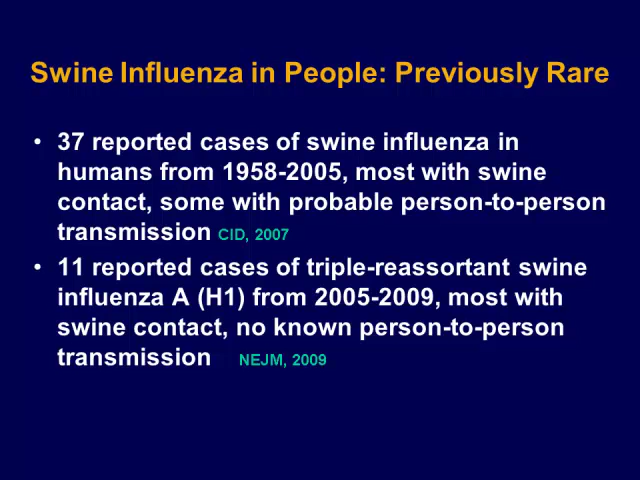 Swine Influenza in People: Previously Rare
• 37 reported cases of swine influenza in
humans from 1958-2005, most with swine
contact, some with probable person-to-person
transmission CID, 2007
• 11 reported cases of triple-reassortant swine
influenza A (H1) from 2005-2009, most with
swine contact, no known person-to-person
transmission NEJM, 2009